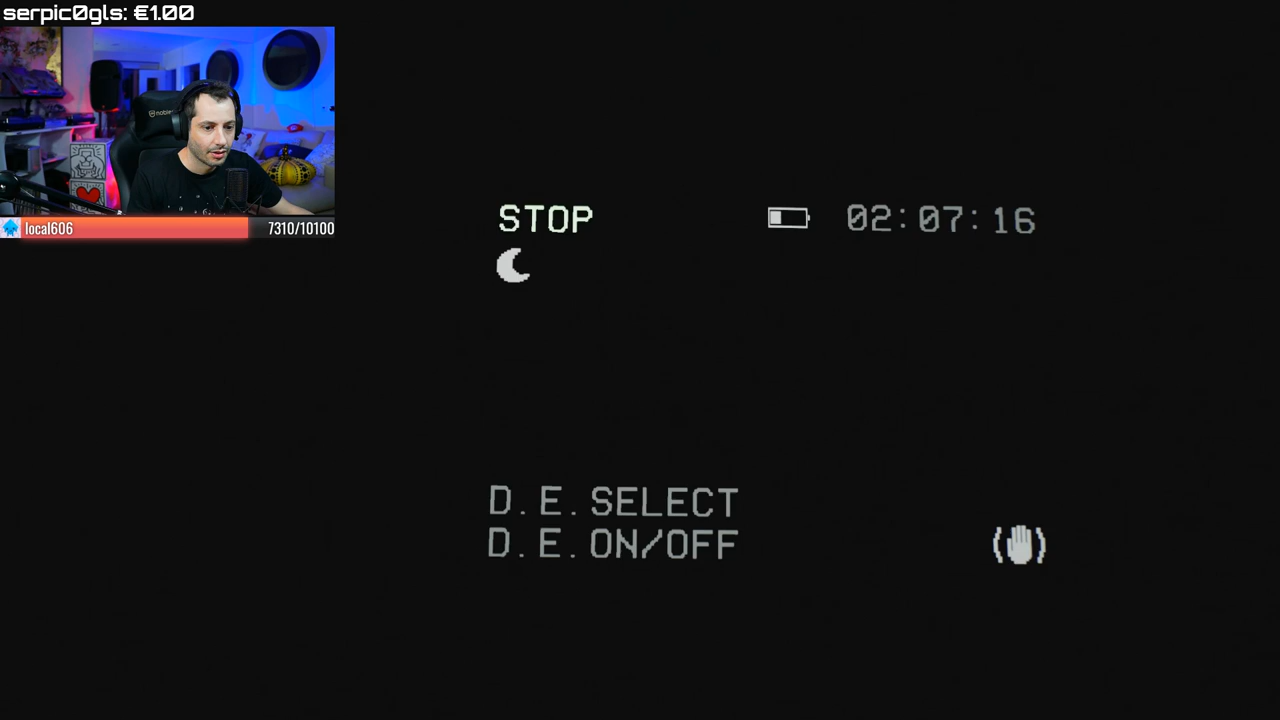 serpic0gls: €1.00
local606
7310/10100
STOP
02:07:16
D.E.SELECT
D.E.ON/OFF